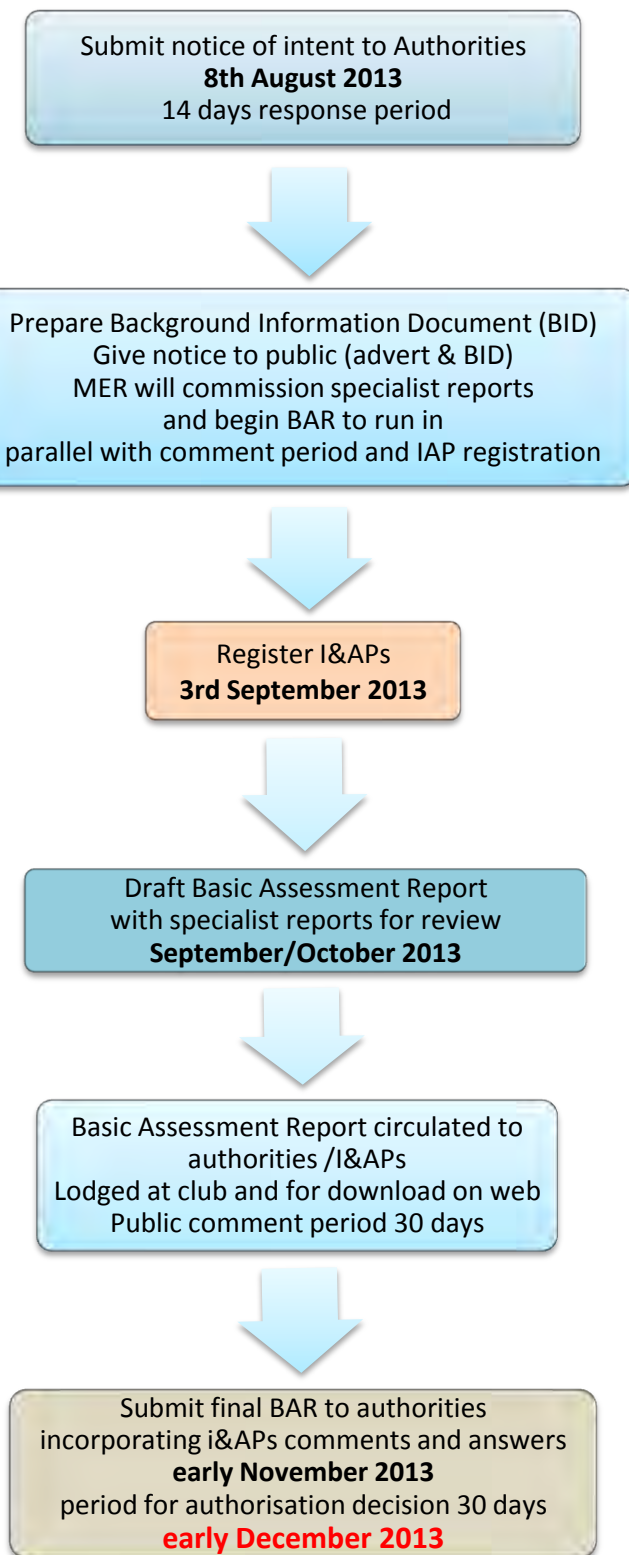 Submit notice of intent to Authorities
8th August 2013
14 days response period
Prepare Background Information Document (BID)
Give notice to public (advert & BID)
MER will commission specialist reports
and begin BAR to run in
parallel with comment period and IAP registration
Register I&APs
3rd September 2013
Draft Basic Assessment Report
with specialist reports for review
September/October 2013
Basic Assessment Report circulated to
authorities /I&APs
Lodged at club and for download on web
Public comment period 30 days
Submit final BAR to authorities
incorporating i&APs comments and answers
early November 2013
period for authorisation decision 30 days
early December 2013